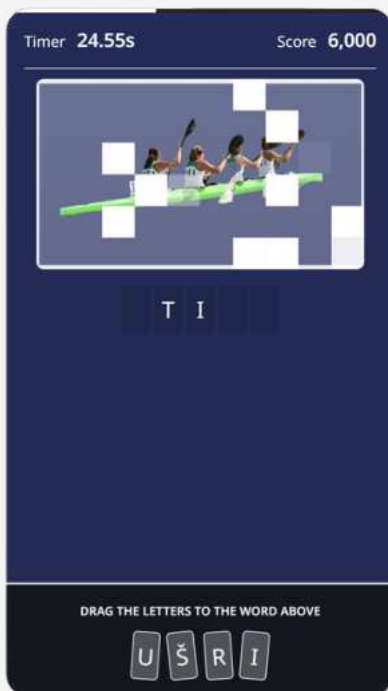 Timer 24.55s Score 6,000
T I
DRAG THE LETTERS TO THE WORD ABOVE
U Š R I